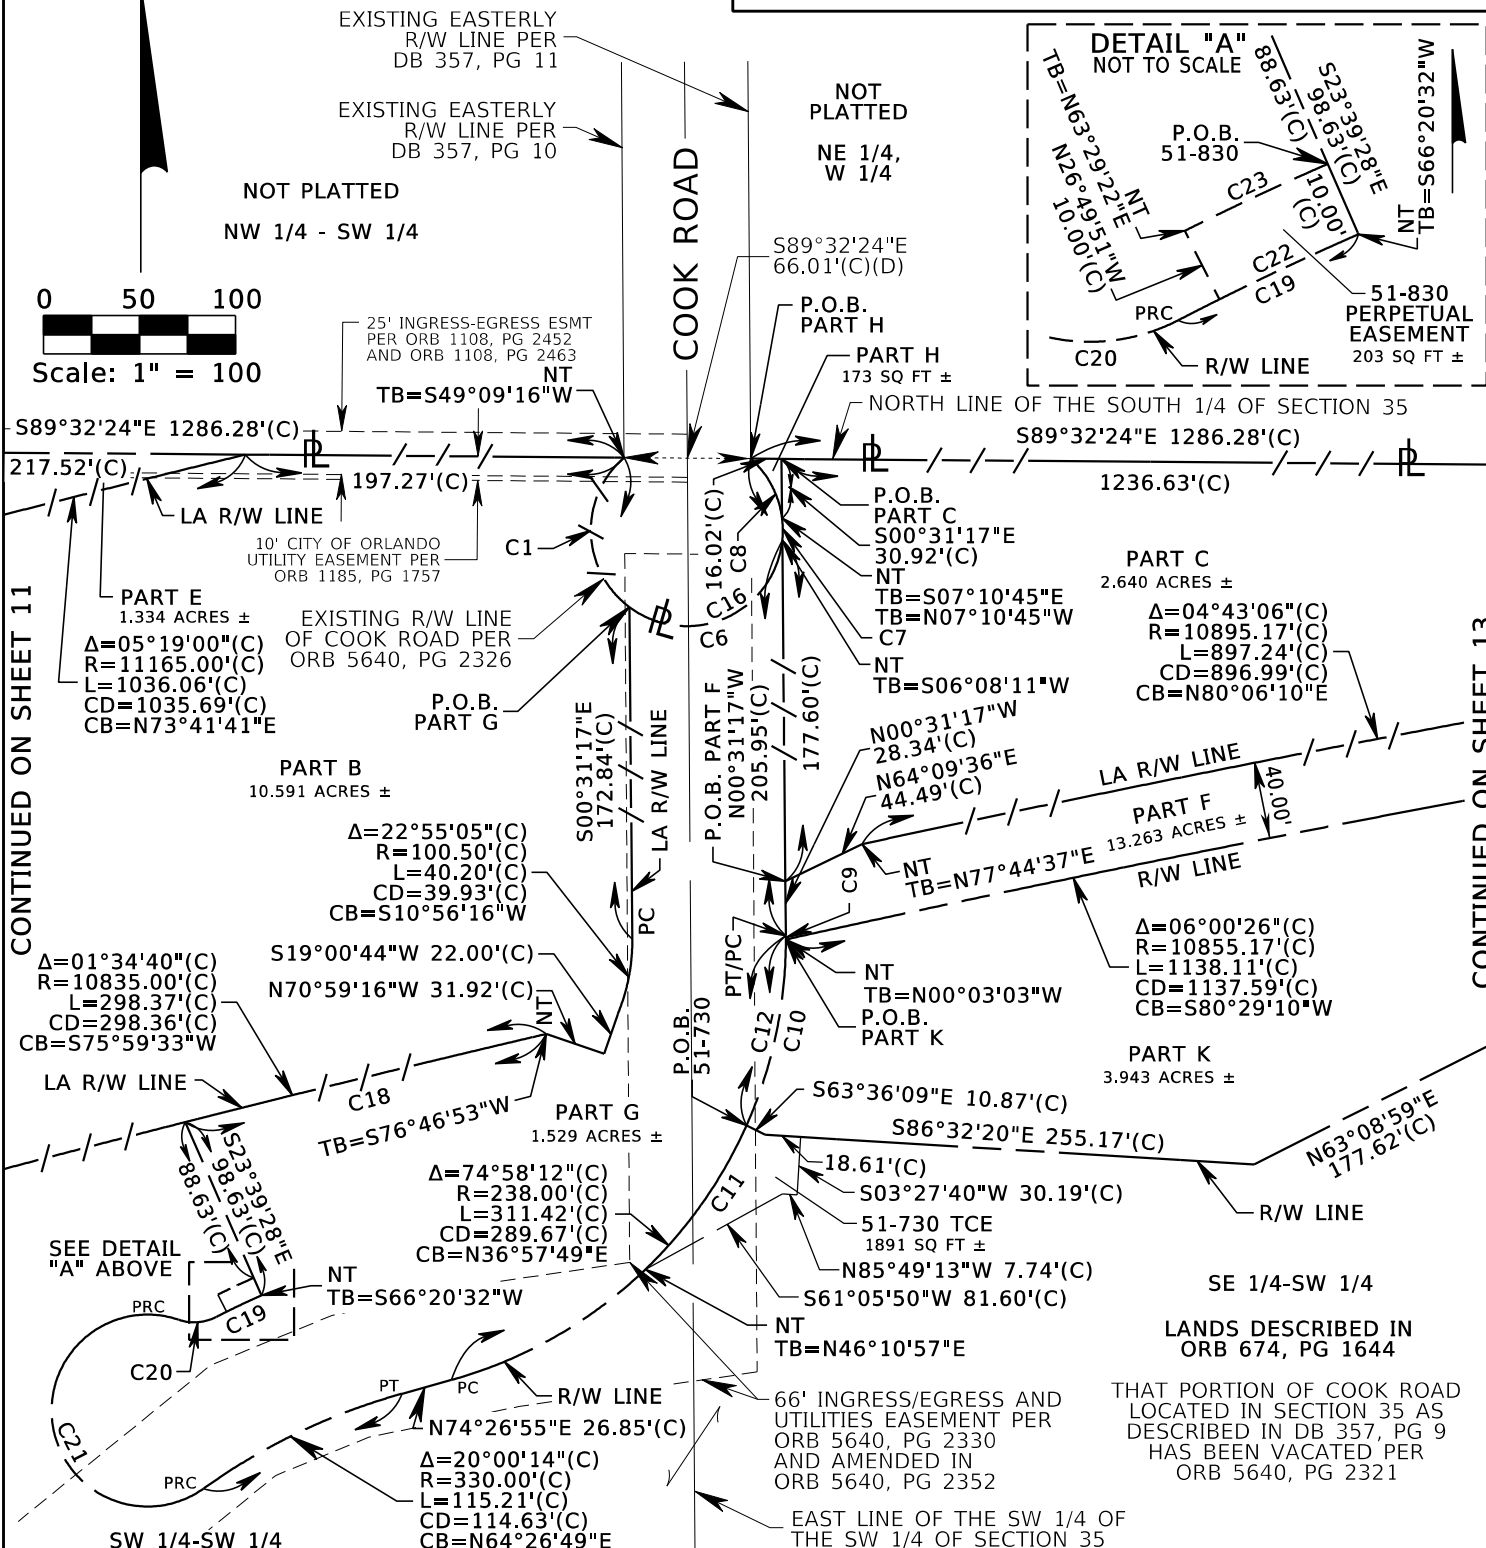 EXISTING EASTERLY
R/W LINE PER
DB 357, PG 11
EXISTING EASTERLY
R/W LINE PER
DB 357, PG 10
NOT PLATTED
NW 1/4 - SW 1/4
NOT
PLATTED
NE 1/4,
W 1/4
COOK ROAD
S89°32'24"E
66.01'(C)(D)
DETAIL "A"
NOT TO SCALE
TB=N63°29'22"E
NT
N26°49'51"W
10.00'(C)
88.63'(C)
S23°39'28"E
98.63'(C)
P.O.B.
51-830
C23
10.00'
(C)
NT
TB=S66°20'32"W
C22
C19
PRC
C20
51-830
PERPETUAL
EASEMENT
203 SQ FT ±
R/W LINE
0 50 100
Scale: 1" = 100
25' INGRESS-EGRESS ESMT
PER ORB 1108, PG 2452
AND ORB 1108, PG 2463
NT
TB=S49°09'16"W
P.O.B.
PART H
PART H
173 SQ FT ±
NORTH LINE OF THE SOUTH 1/4 OF SECTION 35
S89°32'24"E 1286.28'(C)
S89°32'24"E 1286.28'(C)
217.52'(C)
197.27'(C)
1236.63'(C)
LA R/W LINE
10' CITY OF ORLANDO
UTILITY EASEMENT PER
ORB 1185, PG 1757
C1
16.02'(C)
C8
C16
C6
P.O.B.
PART C
S00°31'17"E
30.92'(C)
NT
TB=S07°10'45"E
TB=N07°10'45"W
C7
NT
TB=S06°08'11"W
PART C
2.640 ACRES ±
Δ=04°43'06"(C)
R=10895.17'(C)
L=897.24'(C)
CD=896.99'(C)
CB=N80°06'10"E
CONTINUED ON SHEET 11
CONTINUED ON SHEET 13
PART E
1.334 ACRES ±
Δ=05°19'00"(C)
R=11165.00'(C)
L=1036.06'(C)
CD=1035.69'(C)
CB=N73°41'41"E
EXISTING R/W LINE
OF COOK ROAD PER
ORB 5640, PG 2326
P.O.B.
PART G
S00°31'17"E
172.84'(C)
LA R/W LINE
P.O.B. PART F
N00°31'17"W
205.95'(C)
177.60'(C)
N00°31'17"W
28.34'(C)
N64°09'36"E
44.49'(C)
LA R/W LINE
40.00'
PART F
13.263 ACRES ±
NT
TB=N77°44'37"E
R/W LINE
C9
PART B
10.591 ACRES ±
Δ=22°55'05"(C)
R=100.50'(C)
L=40.20'(C)
CD=39.93'(C)
CB=S10°56'16"W
PC
S19°00'44"W 22.00'(C)
N70°59'16"W 31.92'(C)
NT
Δ=01°34'40"(C)
R=10835.00'(C)
L=298.37'(C)
CD=298.36'(C)
CB=S75°59'33"W
PT/PC
NT
TB=N00°03'03"W
P.O.B.
PART K
Δ=06°00'26"(C)
R=10855.17'(C)
L=1138.11'(C)
CD=1137.59'(C)
CB=S80°29'10"W
P.O.B.
51-730
C12
C10
PART K
3.943 ACRES ±
LA R/W LINE
C18
TB=S76°46'53"W
PART G
1.529 ACRES ±
S63°36'09"E 10.87'(C)
S86°32'20"E 255.17'(C)
N63°08'59"E
177.62'(C)
88.63'(C)
98.63'(C)
S23°39'28"E
Δ=74°58'12"(C)
R=238.00'(C)
L=311.42'(C)
CD=289.67'(C)
CB=N36°57'49"E
C11
18.61'(C)
S03°27'40"W 30.19'(C)
51-730 TCE
1891 SQ FT ±
R/W LINE
N85°49'13"W 7.74'(C)
S61°05'50"W 81.60'(C)
SEE DETAIL
"A" ABOVE
NT
TB=S66°20'32"W
PRC
C19
C20
SE 1/4-SW 1/4
NT
TB=N46°10'57"E
LANDS DESCRIBED IN
ORB 674, PG 1644
C21
PT
PC
R/W LINE
N74°26'55"E 26.85'(C)
PRC
Δ=20°00'14"(C)
R=330.00'(C)
L=115.21'(C)
CD=114.63'(C)
CB=N64°26'49"E
66' INGRESS/EGRESS AND
UTILITIES EASEMENT PER
ORB 5640, PG 2330
AND AMENDED IN
ORB 5640, PG 2352
THAT PORTION OF COOK ROAD
LOCATED IN SECTION 35 AS
DESCRIBED IN DB 357, PG 9
HAS BEEN VACATED PER
ORB 5640, PG 2321
EAST LINE OF THE SW 1/4 OF
THE SW 1/4 OF SECTION 35
SW 1/4-SW 1/4